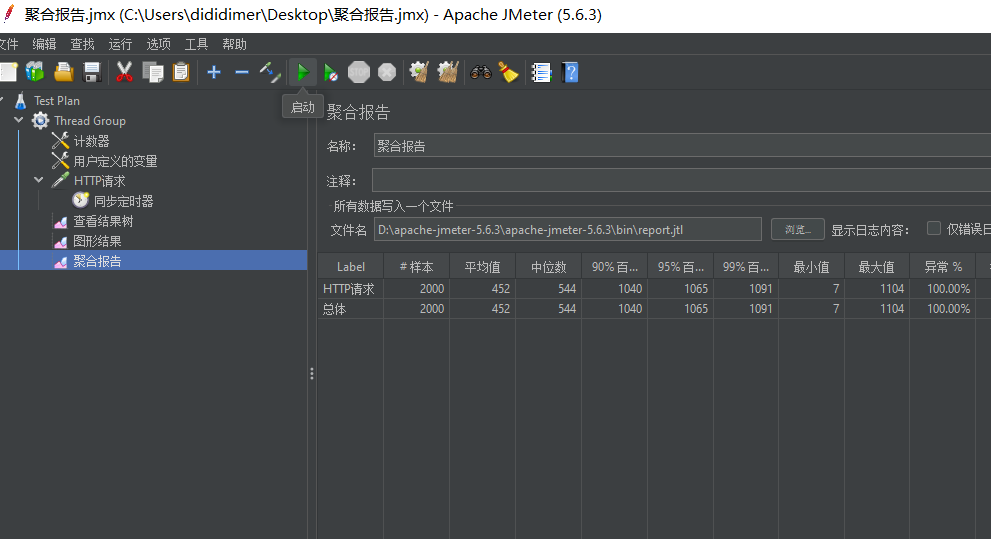 聚合报告.jmx (C:\Users\dididimer\Desktop\聚合报告.jmx) - Apache JMeter (5.6.3)
文件 编辑 查找 运行 选项 工具 帮助
STOP
启动
Test Plan
Thread Group
计数器
用户定义的变量
HTTP请求
同步定时器
查看结果树
图形结果
聚合报告
聚合报告
名称： 聚合报告
注释：
所有数据写入一个文件
文件名 D:\apache-jmeter-5.6.3\apache-jmeter-5.6.3\bin\report.jtl 浏览... 显示日志内容： 仅错误日
Label # 样本 平均值 中位数 90% 百... 95% 百... 99% 百... 最小值 最大值 异常 %
HTTP请求 2000 452 544 1040 1065 1091 7 1104 100.00%
总体 2000 452 544 1040 1065 1091 7 1104 100.00%